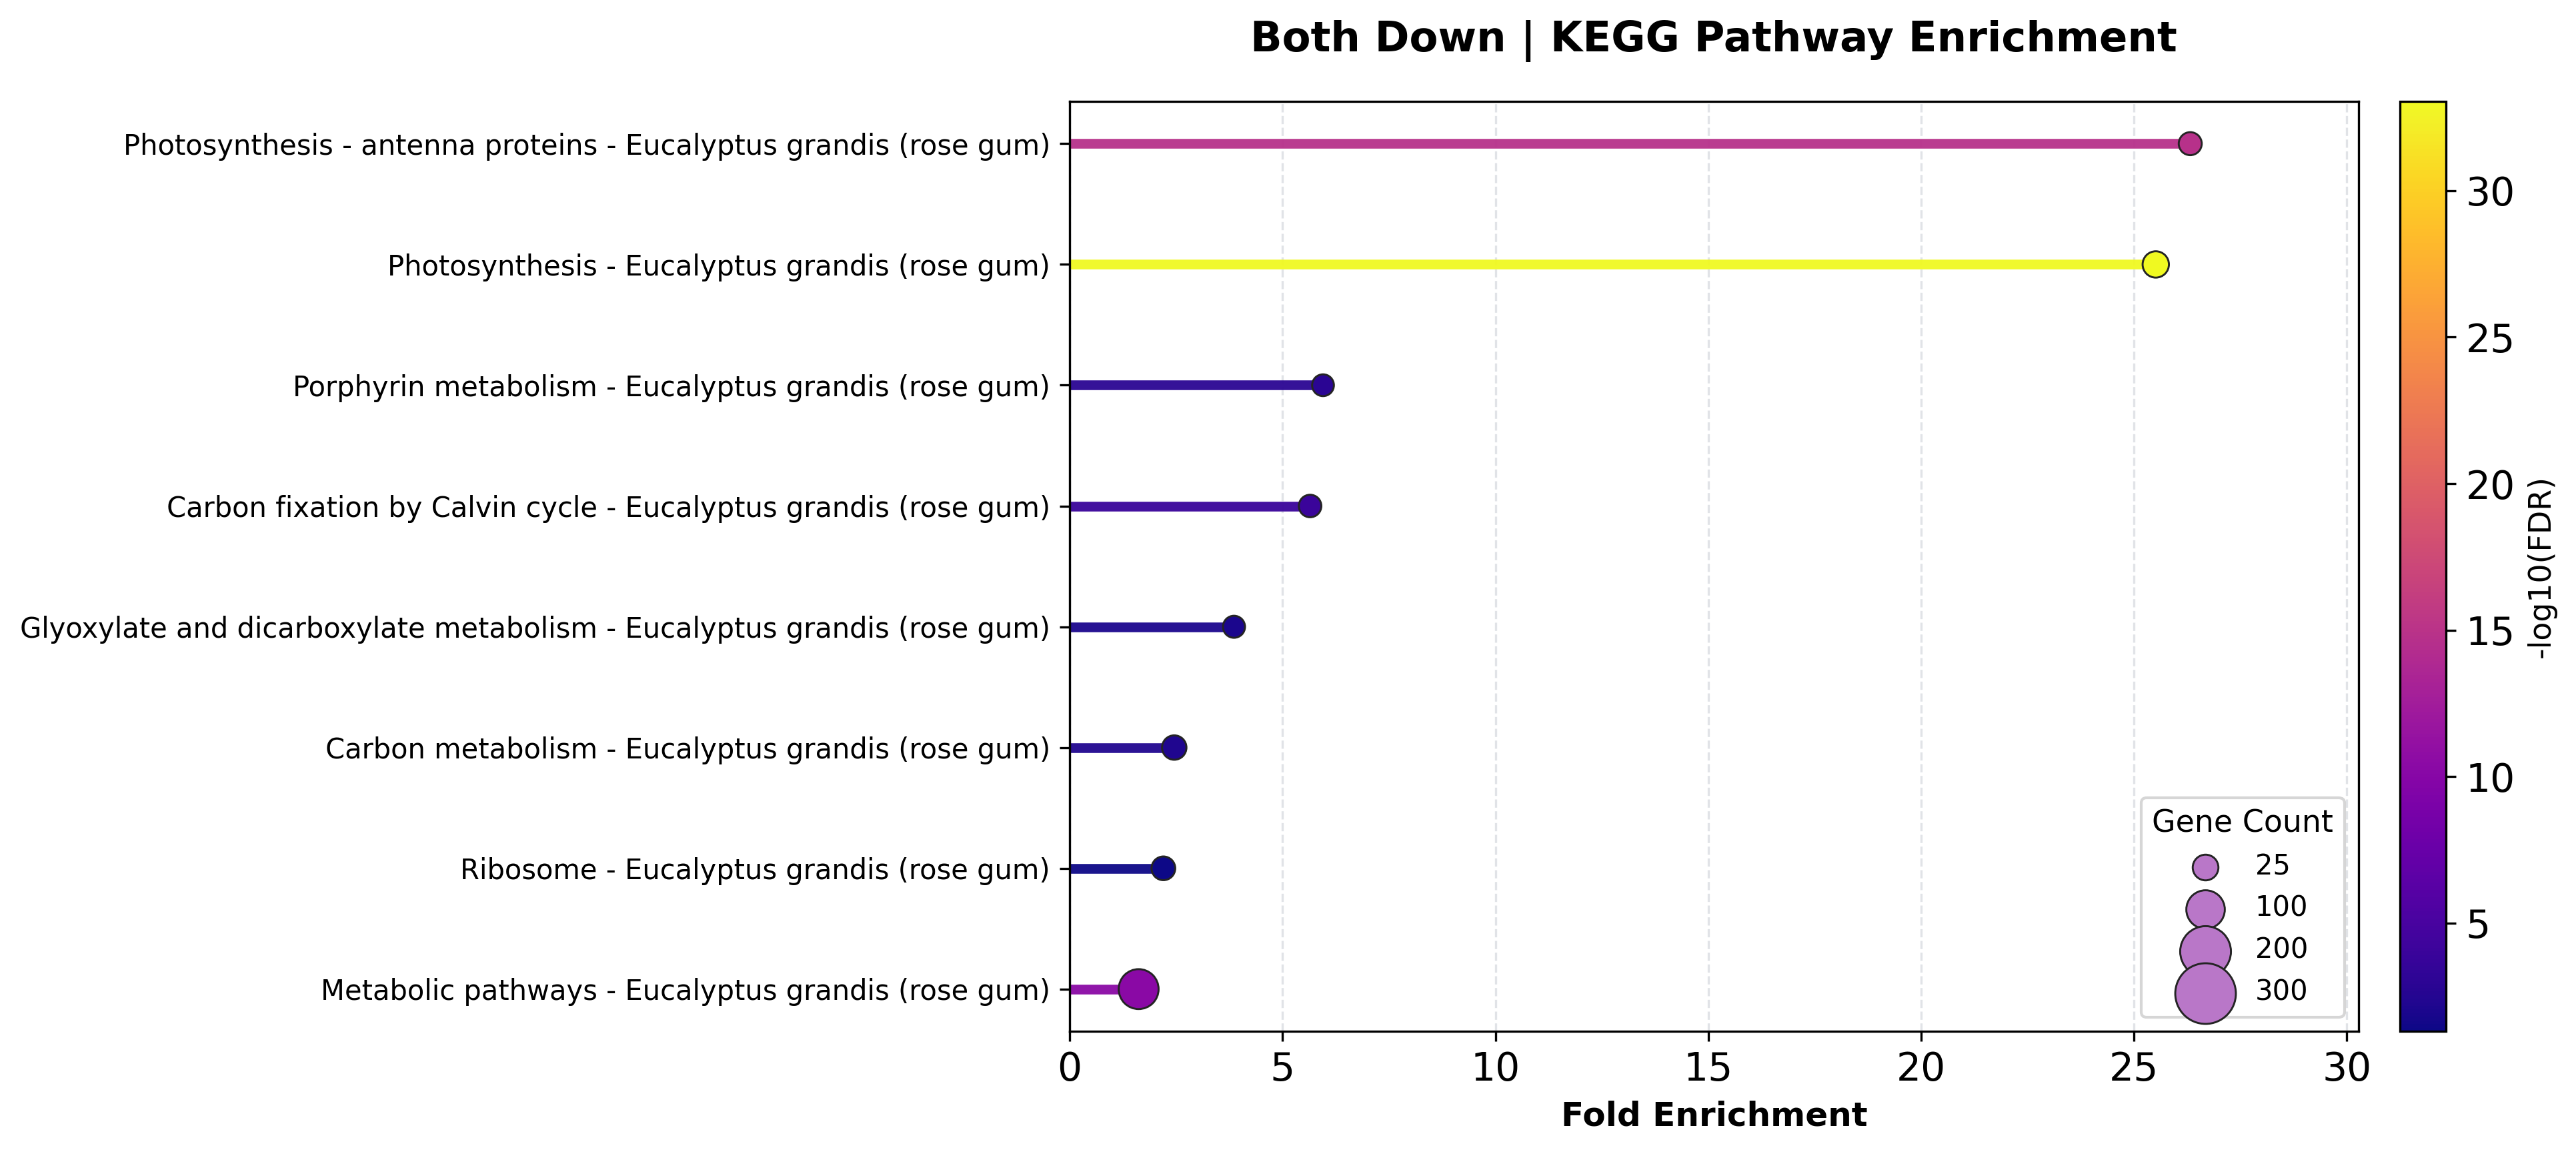 Both Down | KEGG Pathway Enrichment
Photosynthesis - antenna proteins - Eucalyptus grandis (rose gum)
Photosynthesis - Eucalyptus grandis (rose gum)
Porphyrin metabolism - Eucalyptus grandis (rose gum)
Carbon fixation by Calvin cycle - Eucalyptus grandis (rose gum)
Glyoxylate and dicarboxylate metabolism - Eucalyptus grandis (rose gum)
Carbon metabolism - Eucalyptus grandis (rose gum)
Ribosome - Eucalyptus grandis (rose gum)
Metabolic pathways - Eucalyptus grandis (rose gum)
0 5 10 15 20 25 30
Fold Enrichment
Gene Count
25
100
200
300
30
25
20
15
10
5
-log10(FDR)